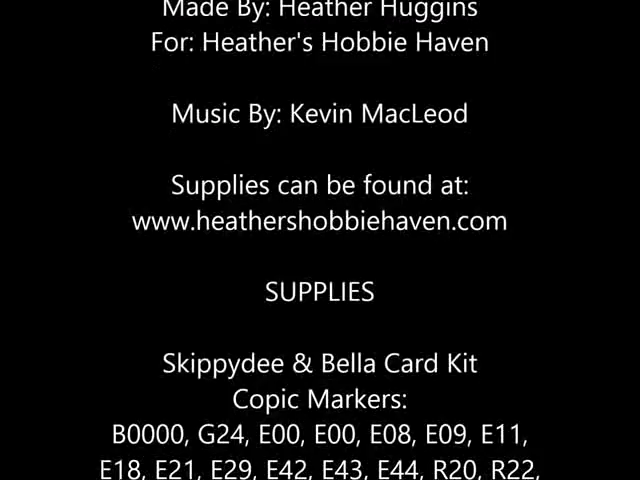 Made By: Heather Huggins
For: Heather's Hobbie Haven
Music By: Kevin MacLeod
Supplies can be found at:
www.heathershobbiehaven.com
SUPPLIES
Skippydee & Bella Card Kit
Copic Markers:
B0000, G24, E00, E00, E08, E09, E11,
E18, E21, E29, E42, E43, E44, R20, R22,